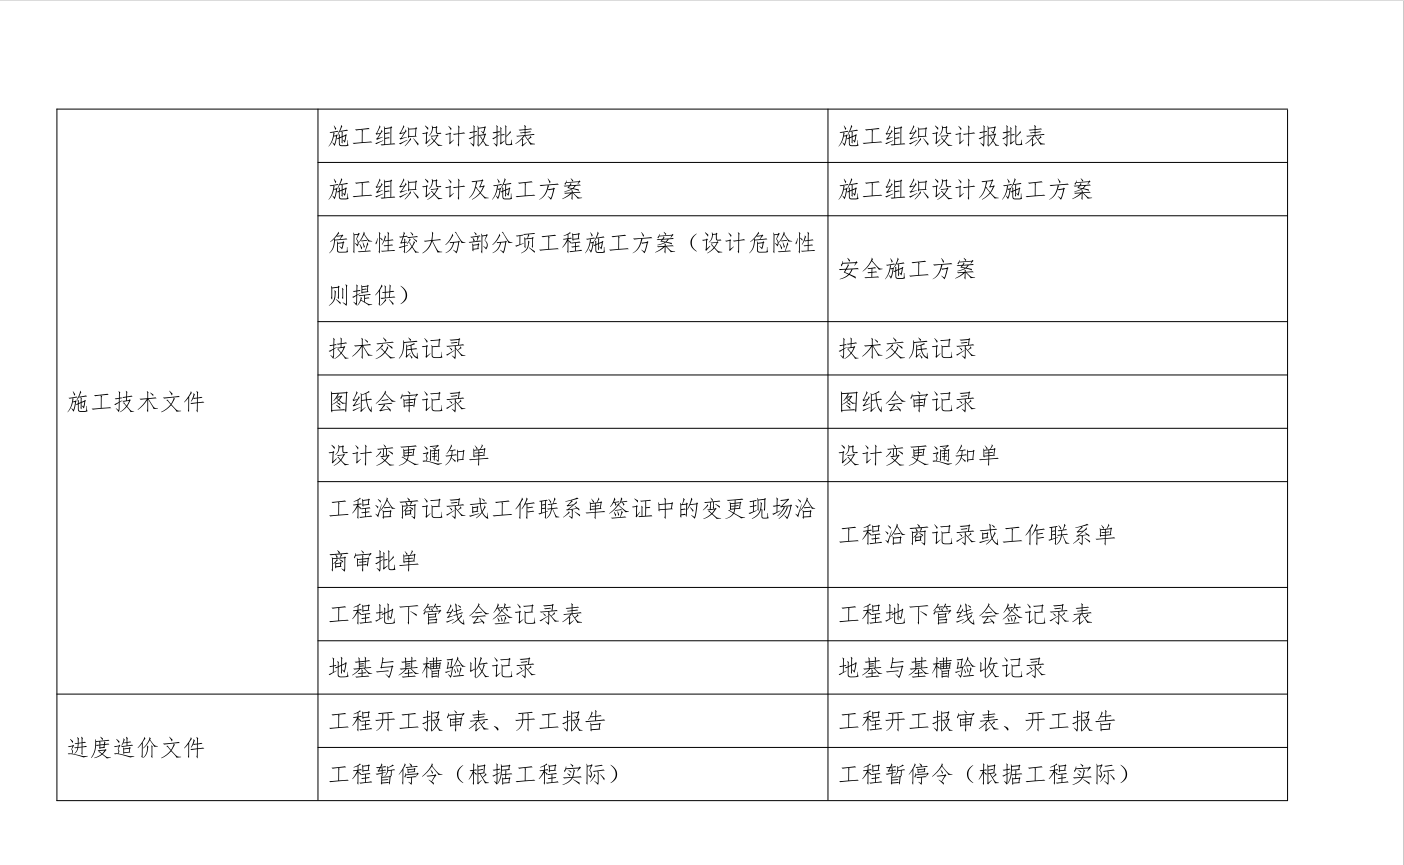 施工组织设计报批表
施工组织设计报批表
施工组织设计及施工方案
施工组织设计及施工方案
危险性较大分部分项工程施工方案（设计危险性
则提供）
安全施工方案
技术交底记录
技术交底记录
施工技术文件
图纸会审记录
图纸会审记录
设计变更通知单
设计变更通知单
工程洽商记录或工作联系单签证中的变更现场洽
商审批单
工程洽商记录或工作联系单
工程地下管线会签记录表
工程地下管线会签记录表
地基与基槽验收记录
地基与基槽验收记录
进度造价文件
工程开工报审表、开工报告
工程开工报审表、开工报告
工程暂停令（根据工程实际）
工程暂停令（根据工程实际）